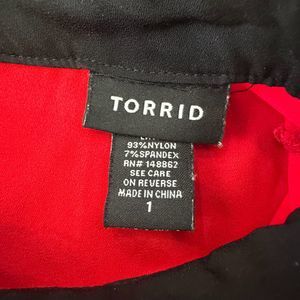 TORRID
93%NYLON
7%SPANDEX
RN# 148862
SEE CARE
ON REVERSE
MADE IN CHINA
1